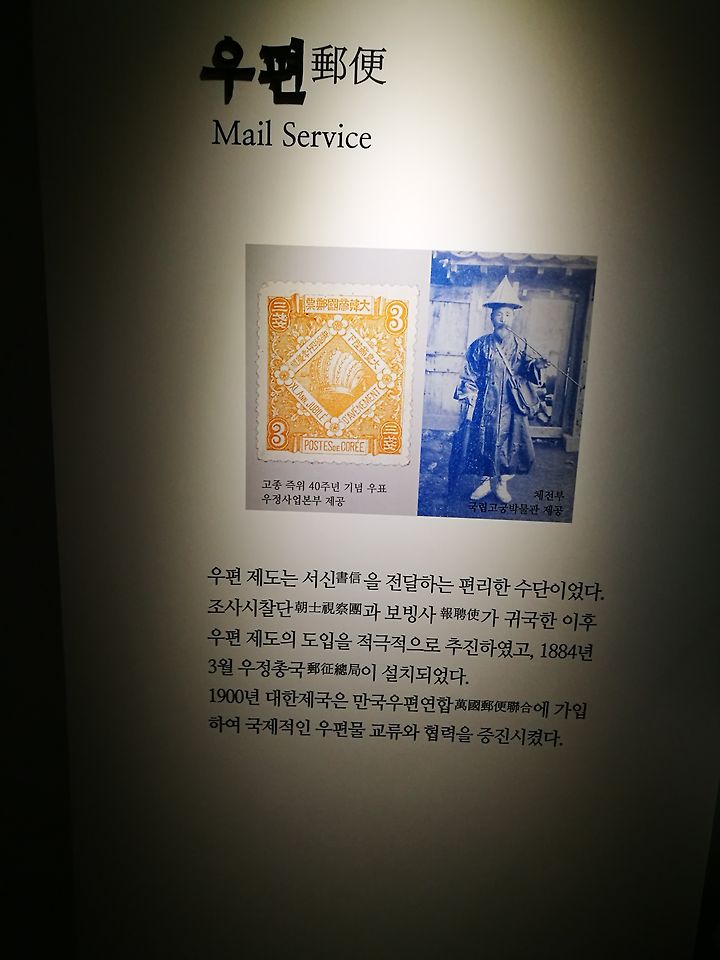 우편郵便
Mail Service
大韓帝國郵票
3
3
POSTES DE CORÉE
고종 즉위 40주년 기념 우표
우정사업본부 제공
체전부
국립고궁박물관 제공
우편 제도는 서신書信을 전달하는 편리한 수단이었다.
조사시찰단朝士視察團과 보빙사 報聘使가 귀국한 이후
우편 제도의 도입을 적극적으로 추진하였고, 1884년
3월 우정총국郵征總局이 설치되었다.
1900년 대한제국은 만국우편연합萬國郵便聯合에 가입
하여 국제적인 우편물 교류와 협력을 증진시켰다.